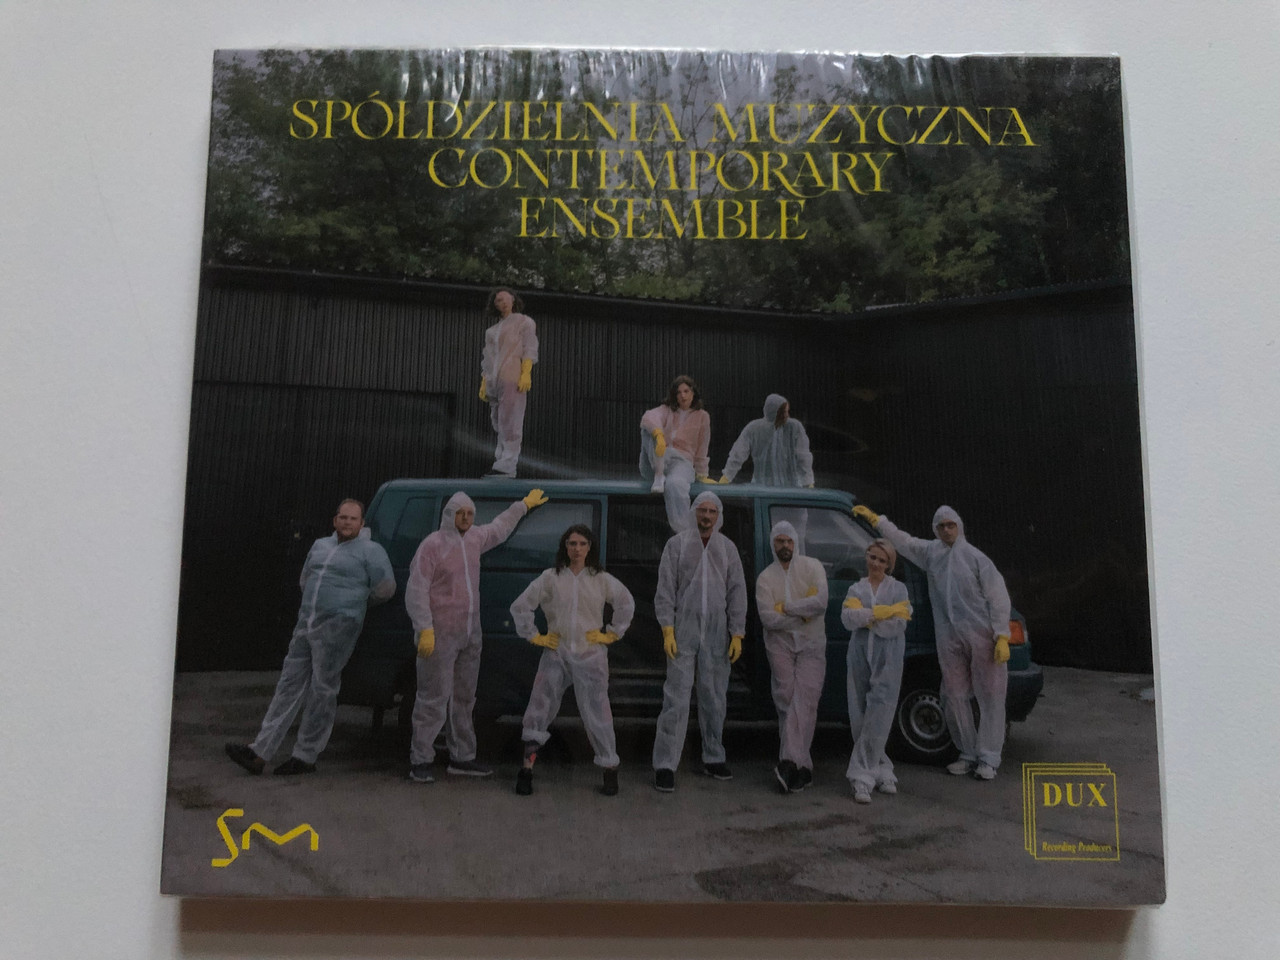 SPÓŁDZIELNIA MUZYCZNA
CONTEMPORARY
ENSEMBLE
Sm
DUX
Recording Producers